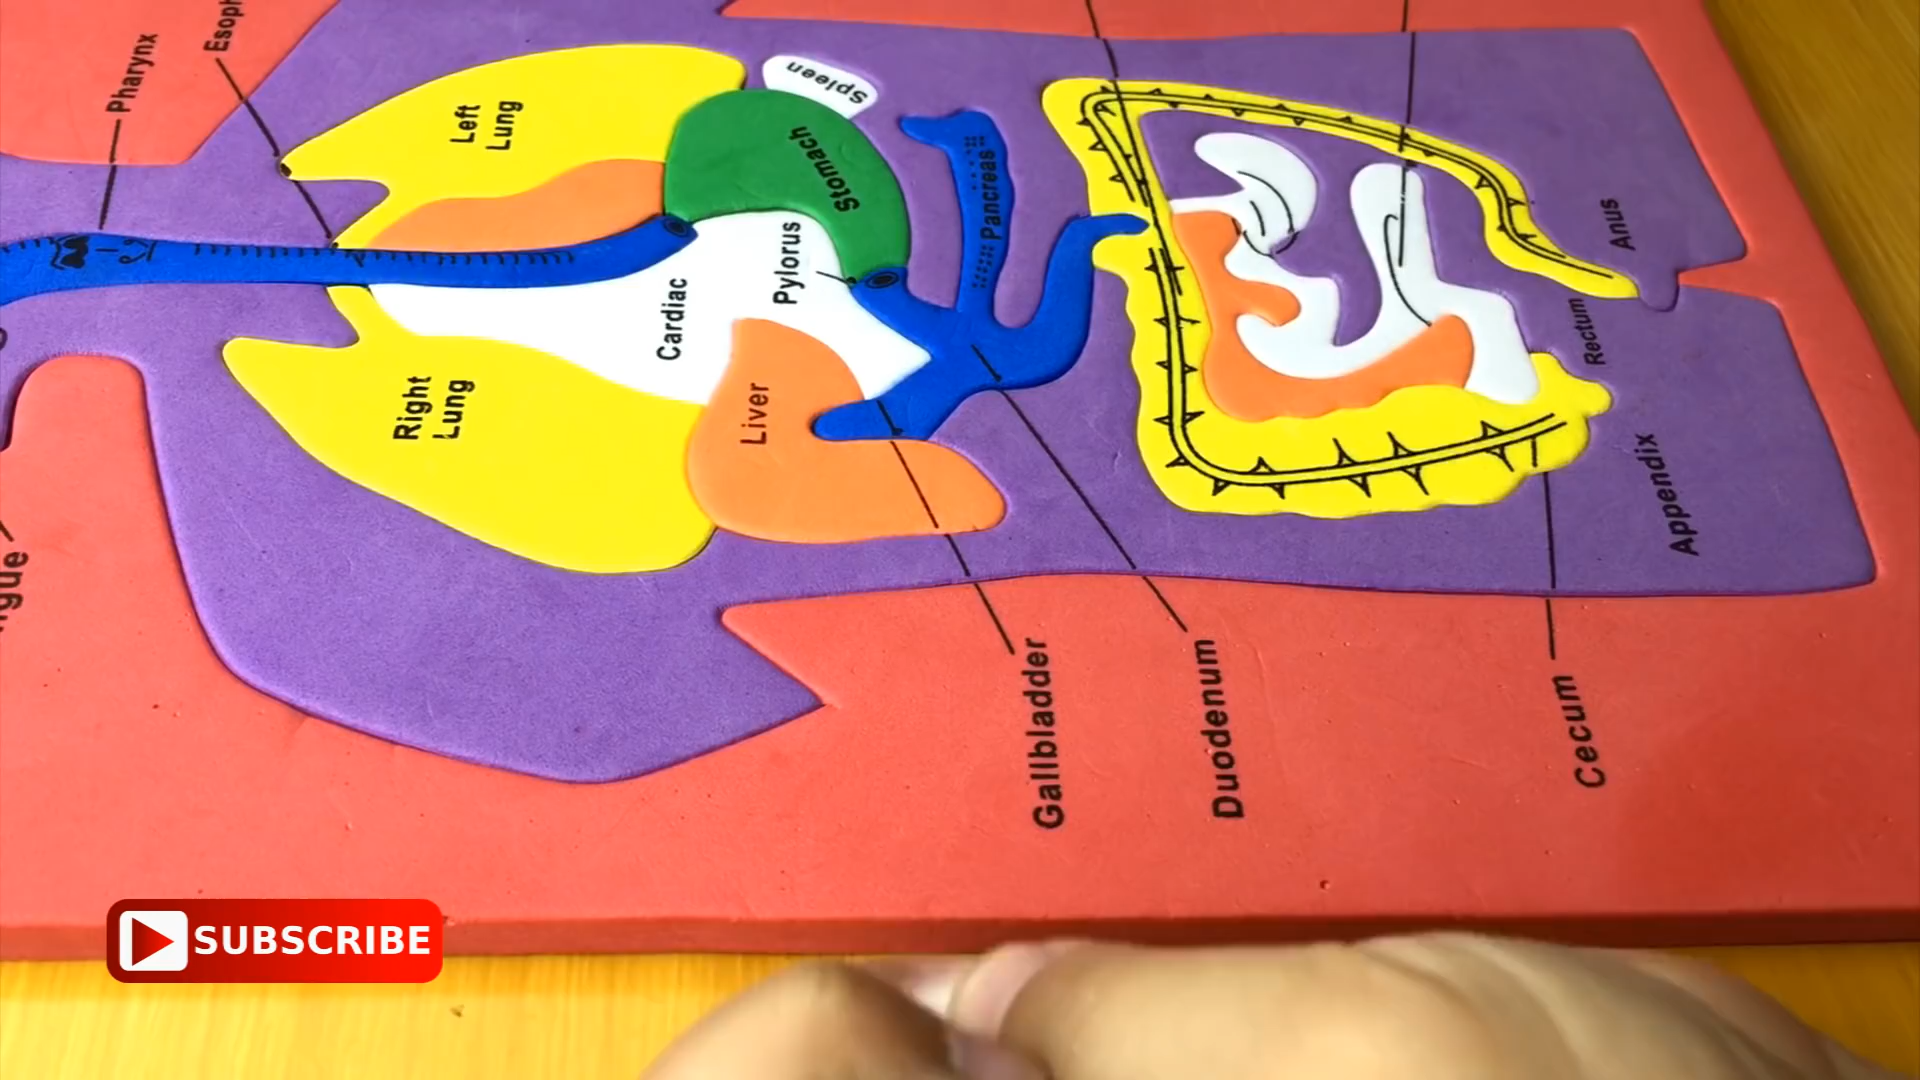 Pharynx
Left
Lung
Spleen
Stomach
Pancreas
Pylorus
Cardiac
Right
Lung
Liver
Anus
Rectum
Appendix
Gallbladder
Duodenum
Cecum
SUBSCRIBE